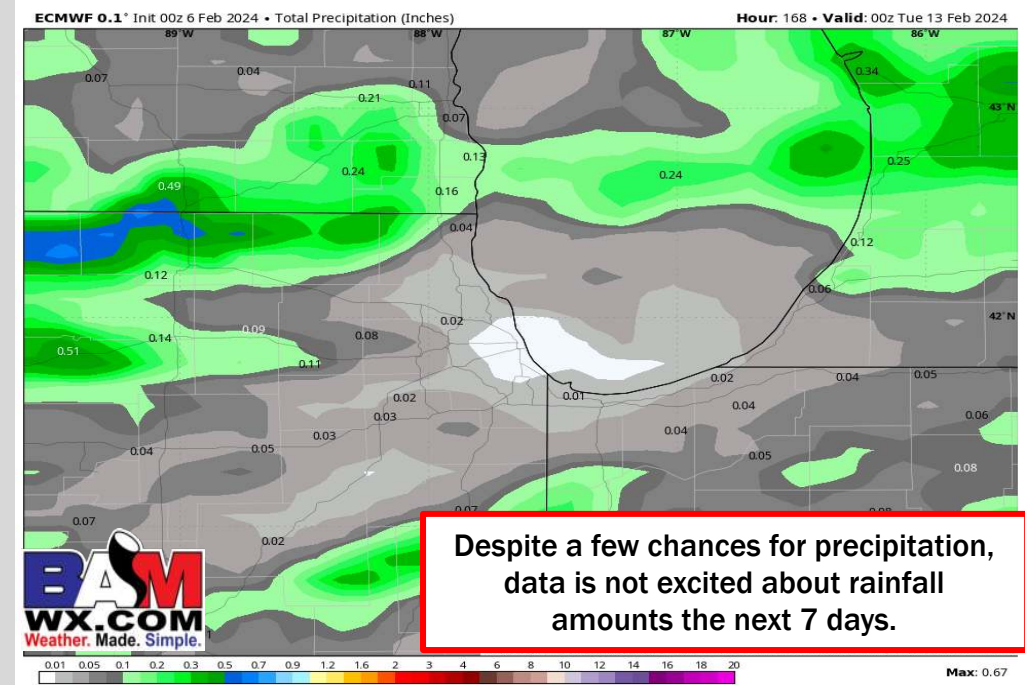 ECMWF 0.1° Init 00z 6 Feb 2024 • Total Precipitation (Inches)
Hour: 168 • Valid: 00z Tue 13 Feb 2024
89°W 88°W 87°W 86°W
0.07 0.04 0.11 0.34
0.21
0.07
43°N
0.13
0.24 0.24 0.25
0.49 0.16
0.04
0.12
0.12
0.06
0.02 42°N
0.09
0.14 0.08
0.51
0.11
0.02 0.04 0.05
0.02 0.01
0.04
0.03 0.06
0.03 0.04
0.04 0.05 0.05
0.08
0.07 0.08
0.07
0.02
Despite a few chances for precipitation,
data is not excited about rainfall
amounts the next 7 days.
BAM
WX.COM
Weather. Made. Simple.
0.01 0.05 0.1 0.2 0.3 0.5 0.7 0.9 1.2 1.6 2 3 4 6 8 10 12 14 16 18 20
Max: 0.67